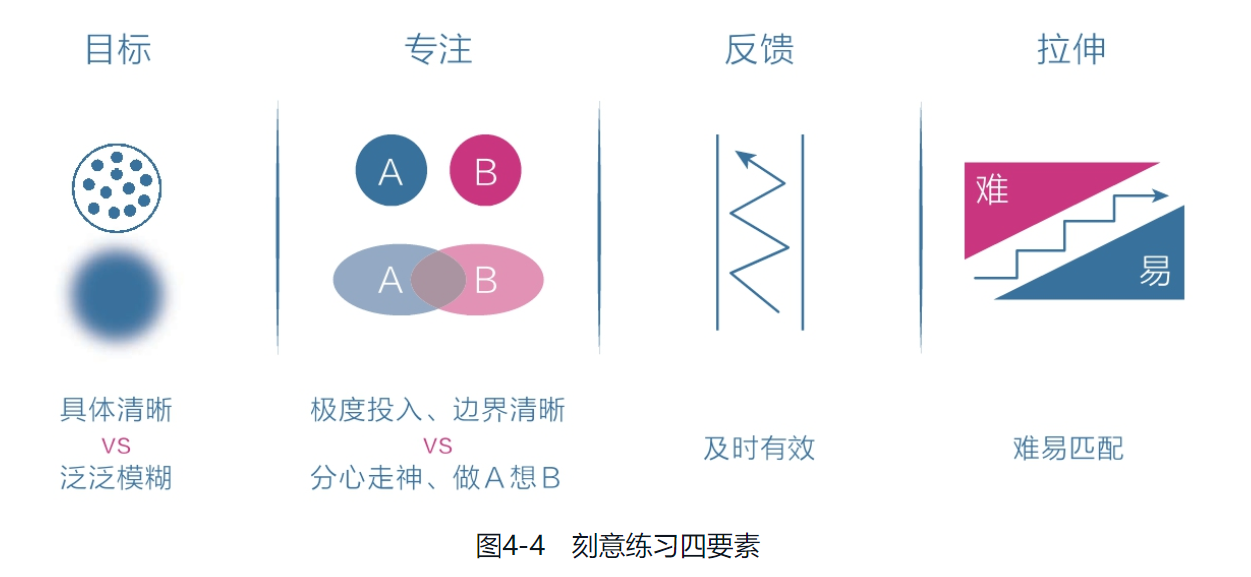 目标
专注
反馈
拉伸
A
B
A
B
难
易
具体清晰
VS
泛泛模糊
极度投入、边界清晰
VS
分心走神、做A想B
及时有效
难易匹配
图4-4 刻意练习四要素